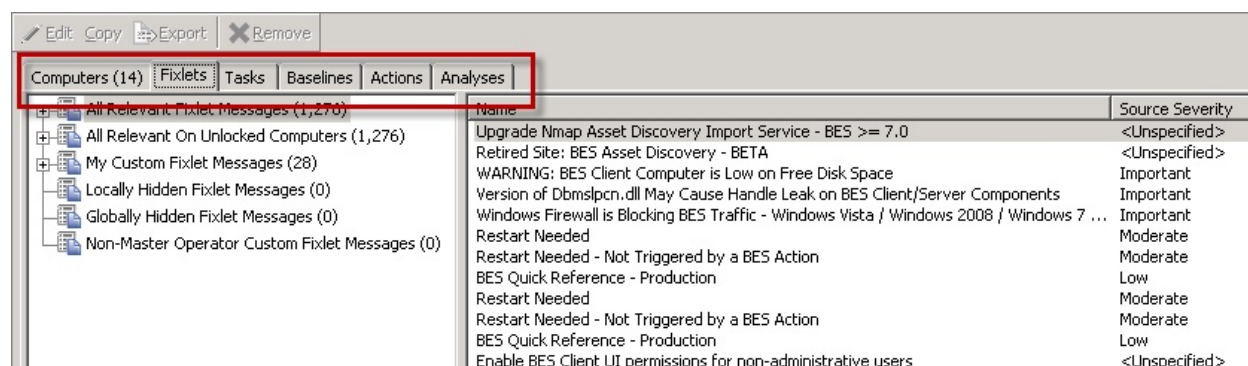 Edit Copy Export Remove
Computers (14) Fixlets Tasks Baselines Actions Analyses
All Relevant Fixlet Messages (1,276)
All Relevant On Unlocked Computers (1,276)
My Custom Fixlet Messages (28)
Locally Hidden Fixlet Messages (0)
Globally Hidden Fixlet Messages (0)
Non-Master Operator Custom Fixlet Messages (0)
Name Source Severity
Upgrade Nmap Asset Discovery Import Service - BES >= 7.0 <Unspecified>
Retired Site: BES Asset Discovery - BETA <Unspecified>
WARNING: BES Client Computer is Low on Free Disk Space Important
Version of Dbmslpcn.dll May Cause Handle Leak on BES Client/Server Components Important
Windows Firewall is Blocking BES Traffic - Windows Vista / Windows 2008 / Windows 7 ... Important
Restart Needed Moderate
Restart Needed - Not Triggered by a BES Action Moderate
BES Quick Reference - Production Low
Restart Needed Moderate
Restart Needed - Not Triggered by a BES Action Moderate
BES Quick Reference - Production Low
Enable BES Client UI permissions for non-administrative users <Unspecified>